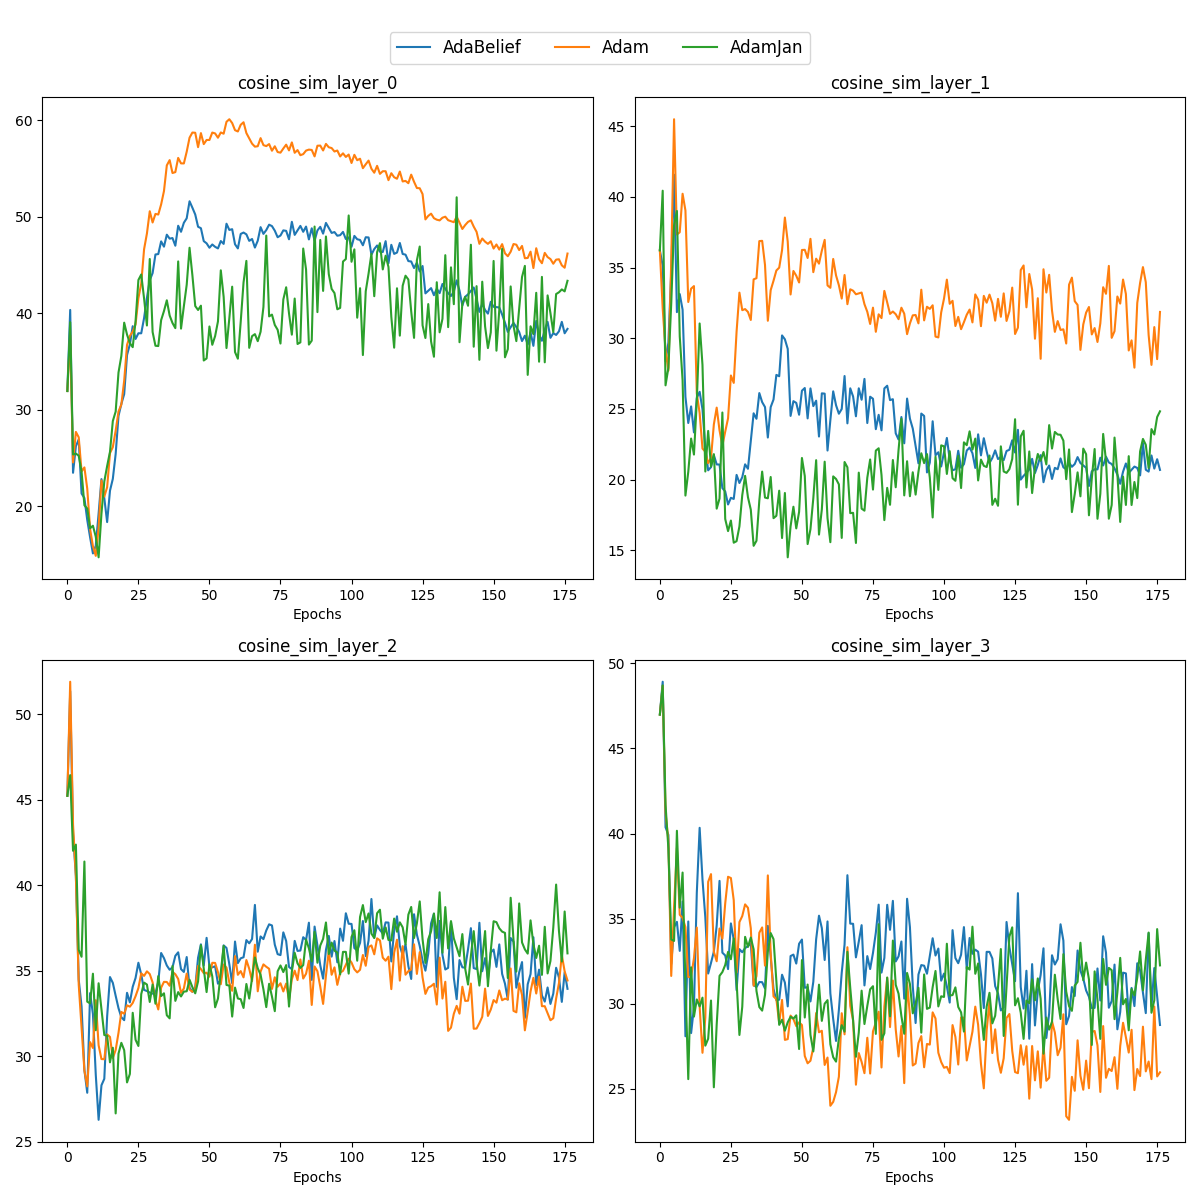 AdaBelief Adam AdamJan
cosine_sim_layer_0 cosine_sim_layer_1
60
50
40
30
20
0 25 50 75 100 125 150 175
Epochs
45
40
35
30
25
20
15
0 25 50 75 100 125 150 175
Epochs
cosine_sim_layer_2 cosine_sim_layer_3
50
45
40
35
30
25
0 25 50 75 100 125 150 175
Epochs
50
45
40
35
30
25
0 25 50 75 100 125 150 175
Epochs